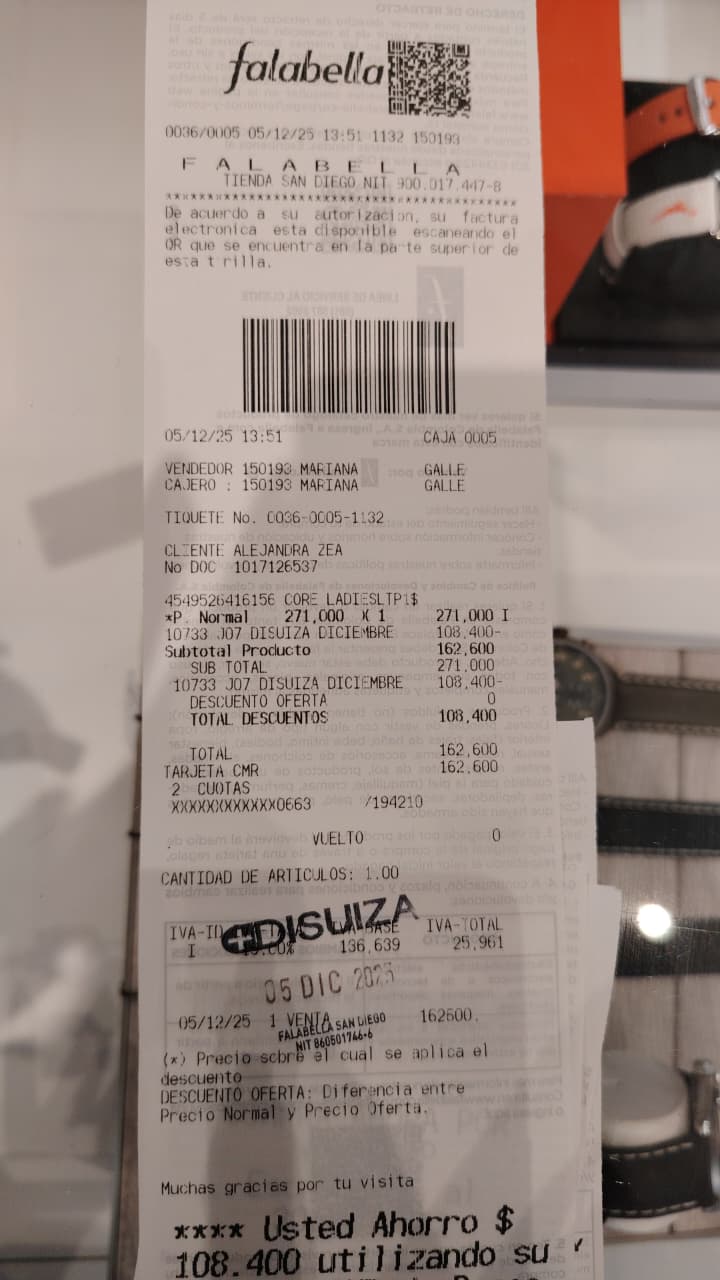 falabella
0036/0005 05/12/25 13:51 1132 150193
F A L A B E L L A
TIENDA SAN DIEGO NIT 900.017.447-8
De acuerdo a su autorizacion, su factura
electronica esta disponible escaneando el
QR que se encuentra en la parte superior de
esta tirilla.
05/12/25 13:51 CAJA 0005
VENDEDOR 150193 MARIANA GALLE
CAJERO : 150193 MARIANA GALLE
TIQUETE No. 0036-0005-1132
CLIENTE ALEJANDRA ZEA
No DOC 1017126537
4549526416156 CORE LADIESLTP1$
*P. Normal 271,000 X 1 271,000 I
10733 J07 DISUIZA DICIEMBRE 108,400-
Subtotal Producto 162,600
SUB TOTAL 271,000
10733 J07 DISUIZA DICIEMBRE 108,400-
DESCUENTO OFERTA 0
TOTAL DESCUENTOS 108,400
TOTAL 162,600
TARJETA CMR 162,600
2 CUOTAS
XXXXXXXXXXXX0663 /194210
VUELTO 0
CANTIDAD DE ARTICULOS: 1.00
DISUIZA
IVA-BASE IVA-TOTAL
I 136,639 25,961
05 DIC 2025
05/12/25 1 VENTA 162600.
FALABELLA SAN DIEGO
NIT 860501746-6
(*) Precio sobre el cual se aplica el
descuento
DESCUENTO OFERTA: Diferencia entre
Precio Normal y Precio Oferta.
Muchas gracias por tu visita
**** Usted Ahorro $
108.400 utilizando su